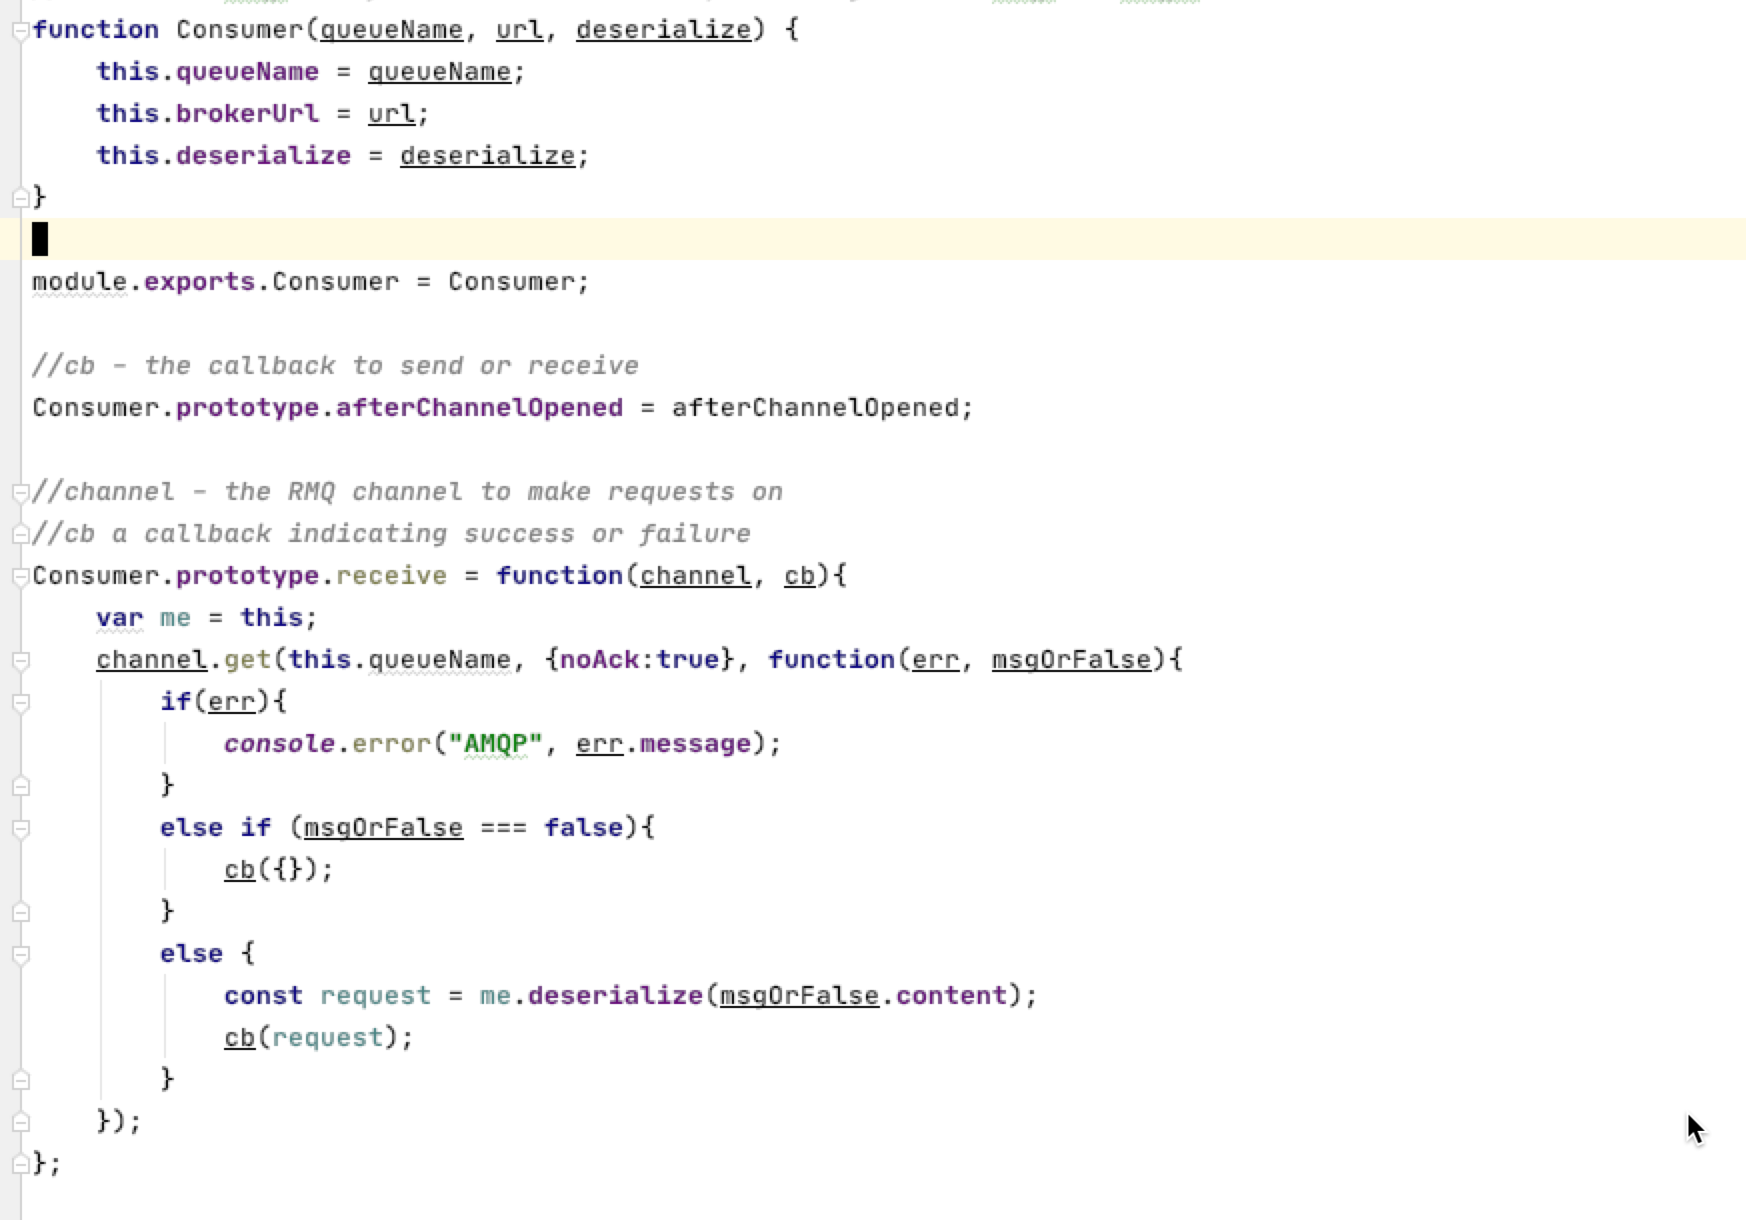 function Consumer(queueName, url, deserialize) {
    this.queueName = queueName;
    this.brokerUrl = url;
    this.deserialize = deserialize;
}
module.exports.Consumer = Consumer;
//cb - the callback to send or receive
Consumer.prototype.afterChannelOpened = afterChannelOpened;
//channel - the RMQ channel to make requests on
//cb a callback indicating success or failure
Consumer.prototype.receive = function(channel, cb){
    var me = this;
    channel.get(this.queueName, {noAck:true}, function(err, msgOrFalse){
        if(err){
            console.error("AMQP", err.message);
        }
        else if (msgOrFalse === false){
            cb({});
        }
        else {
            const request = me.deserialize(msgOrFalse.content);
            cb(request);
        }
    });
};